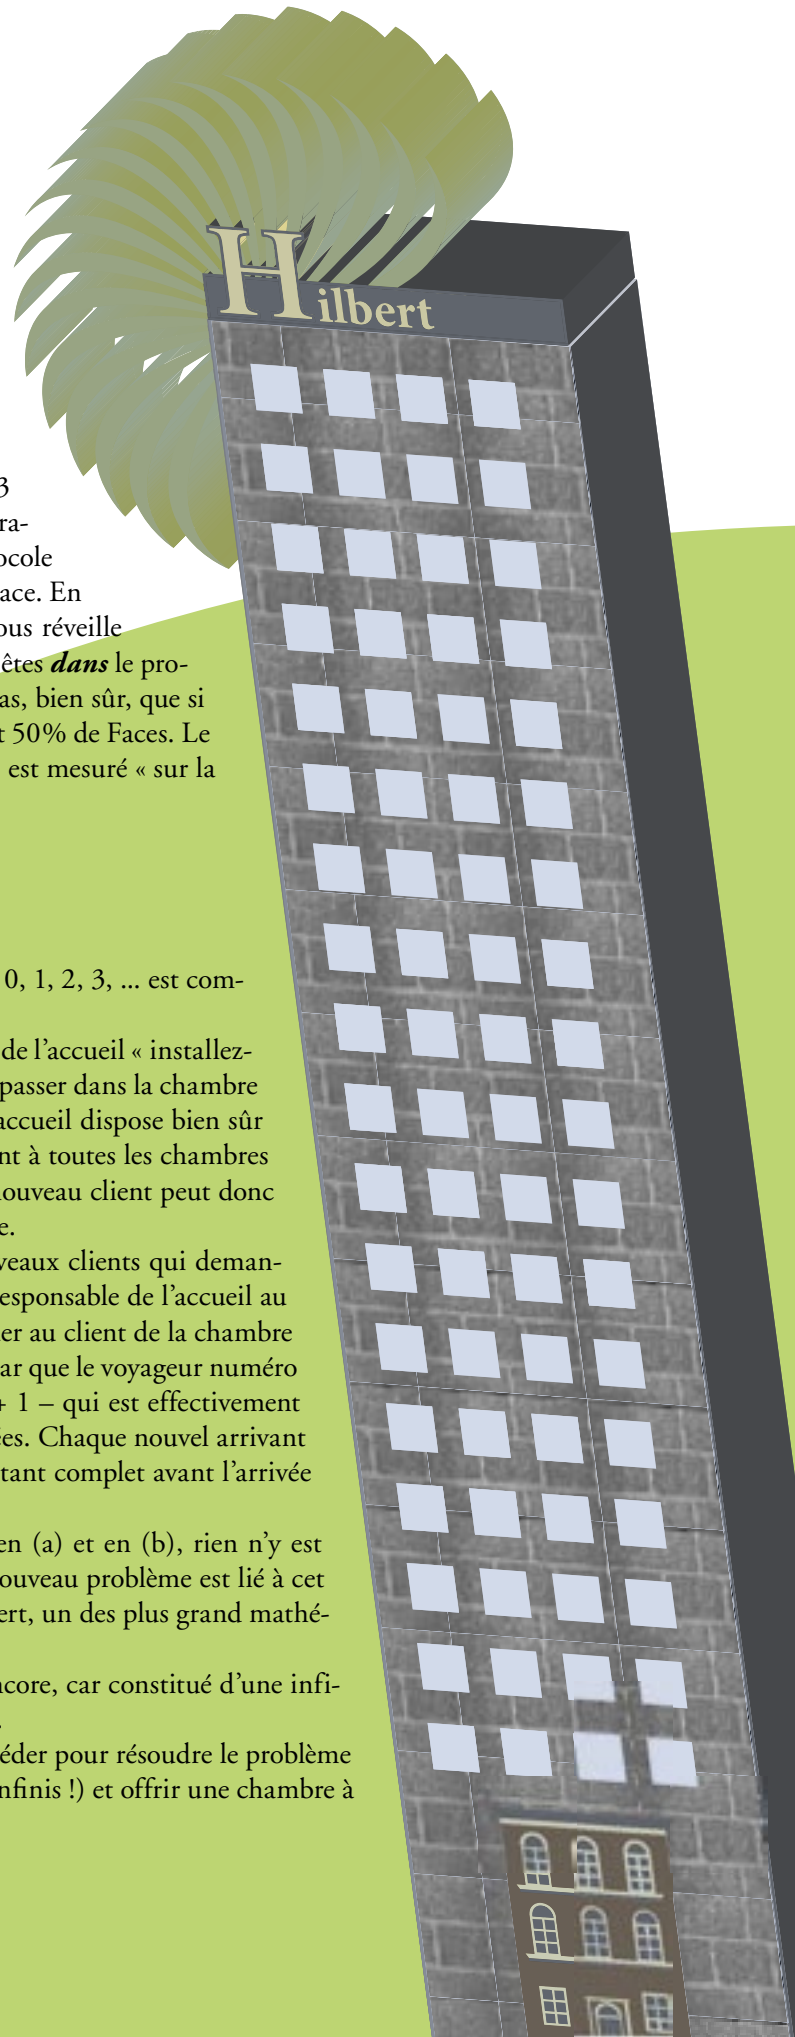 Hilbert
3
ra-
ocole
ace. En
ous réveille
êtes dans le pro-
as, bien sûr, que si
t 50% de Faces. Le
est mesuré « sur la
0, 1, 2, 3, ... est com-
de l’accueil « installez-
passer dans la chambre
accueil dispose bien sûr
nt à toutes les chambres
nouveau client peut donc
e.
veaux clients qui deman-
responsable de l’accueil au
er au client de la chambre
ar que le voyageur numéro
+ 1 – qui est effectivement
ées. Chaque nouvel arrivant
tant complet avant l’arrivée
en (a) et en (b), rien n’y est
ouveau problème est lié à cet
ert, un des plus grand mathé-
ncore, car constitué d’une infi-
.
éder pour résoudre le problème
nfinis !) et offrir une chambre à